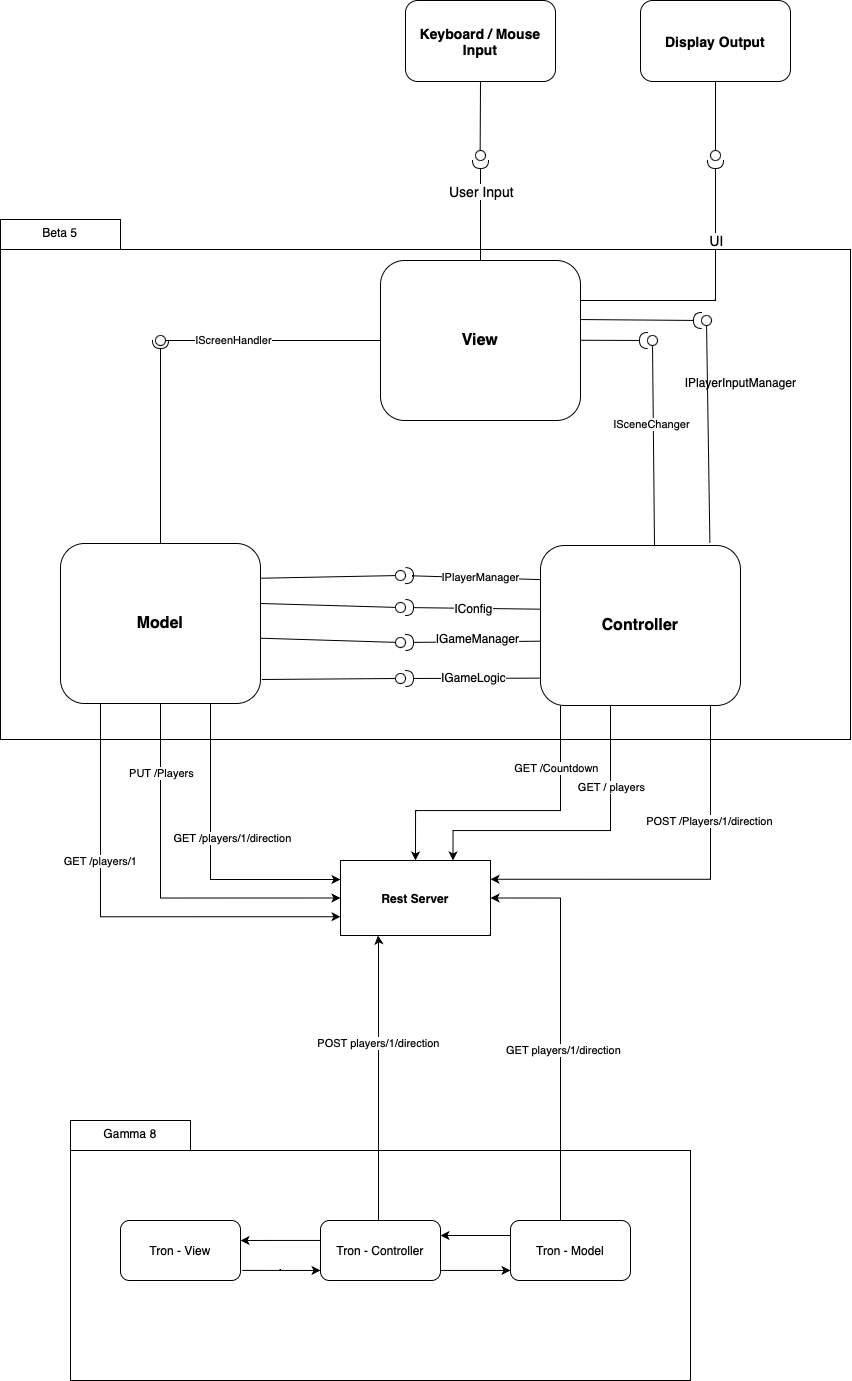 Keyboard / Mouse
Input
Display Output
User Input
Beta 5
UI
View
IScreenHandler
IPlayerInputManager
ISceneChanger
Model
IPlayerManager
IConfig
IGameManager
IGameLogic
Controller
PUT /Players
GET /Countdown
GET / players
GET /players/1/direction
POST /Players/1/direction
GET /players/1
Rest Server
POST players/1/direction
GET players/1/direction
Gamma 8
Tron - View
Tron - Controller
Tron - Model